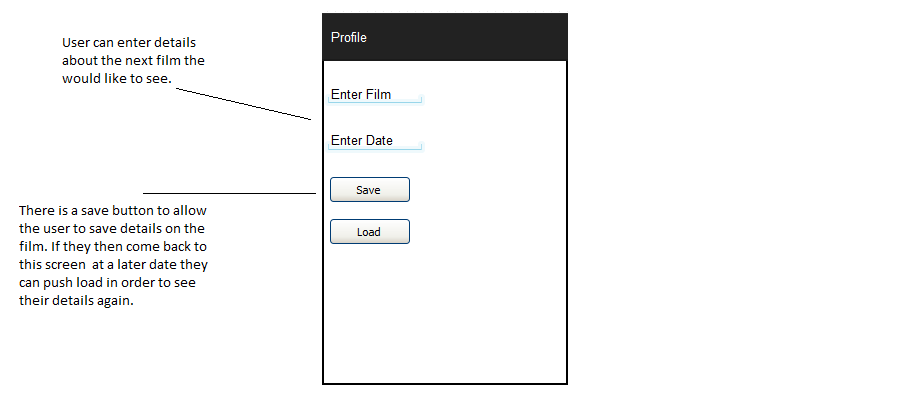 User can enter details
about the next film the
would like to see.
Profile
Enter Film
Enter Date
Save
Load
There is a save button to allow
the user to save details on the
film. If they then come back to
this screen  at a later date they
can push load in order to see
their details again.